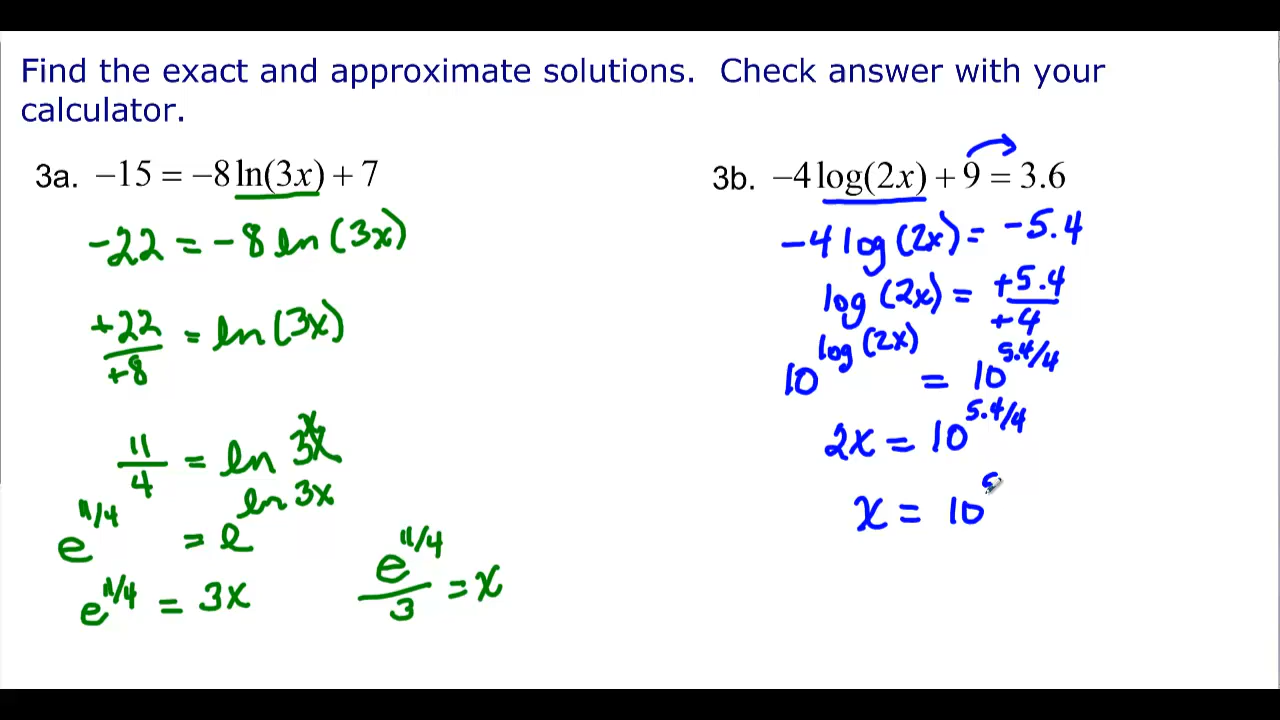 Find the exact and approximate solutions. Check answer with your
calculator.
3a. −15 = −8 ln(3x) + 7
-22 = -8 ln (3x)
+22/+8 = ln (3x)
11/4 = ln 3x x
e^11/4 = e^ln 3x
e^11/4 = 3x
e^11/4/3 = x
3b. −4 log(2x) + 9 = 3.6
-4 log (2x) = -5.4
log (2x) = +5.4/+4
10^log (2x) = 10^5.4/4
2x = 10^5.4/4
x = 10^5